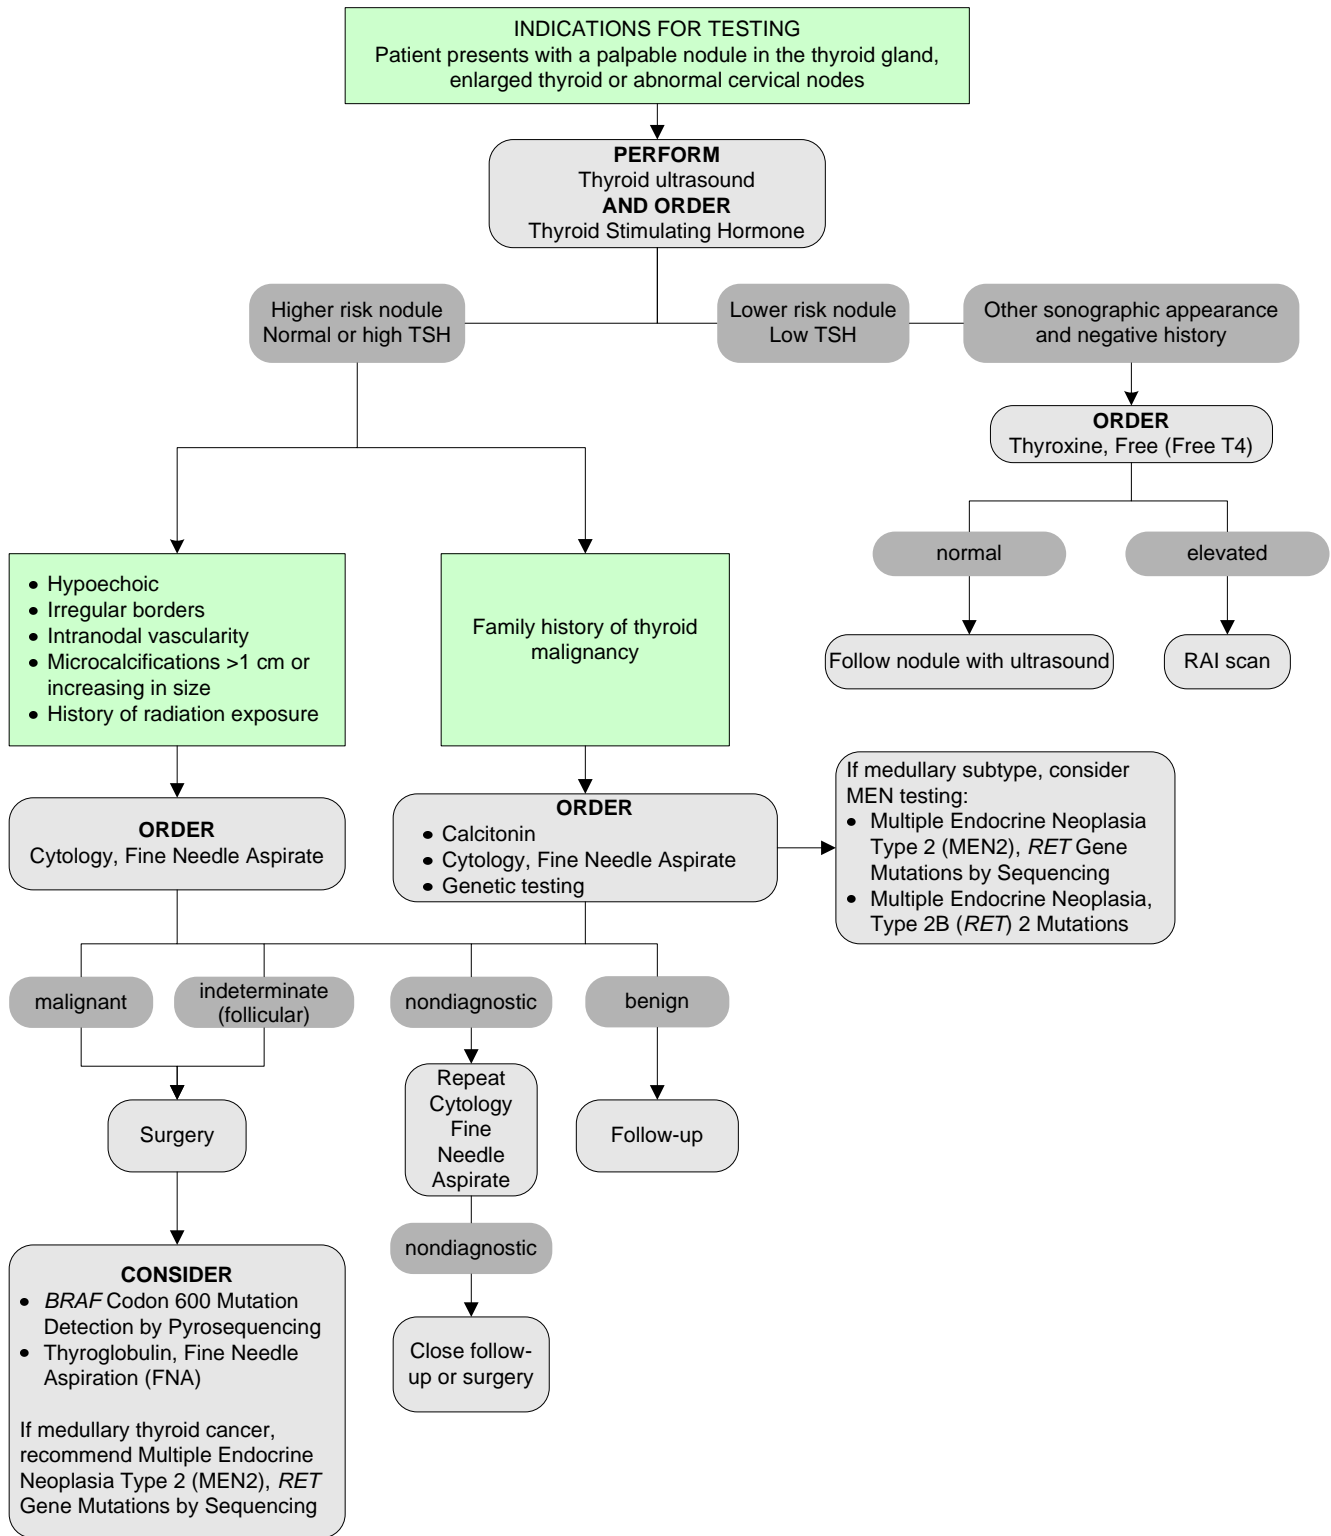 INDICATIONS FOR TESTING
Patient presents with a palpable nodule in the thyroid gland,
enlarged thyroid or abnormal cervical nodes
PERFORM
Thyroid ultrasound
AND ORDER
Thyroid Stimulating Hormone
Higher risk nodule
Normal or high TSH
Lower risk nodule
Low TSH
Other sonographic appearance
and negative history
ORDER
Thyroxine, Free (Free T4)
normal
elevated
Follow nodule with ultrasound
RAI scan
• Hypoechoic
• Irregular borders
• Intranodal vascularity
• Microcalcifications >1 cm or
increasing in size
• History of radiation exposure
Family history of thyroid
malignancy
ORDER
Cytology, Fine Needle Aspirate
ORDER
• Calcitonin
• Cytology, Fine Needle Aspirate
• Genetic testing
If medullary subtype, consider
MEN testing:
• Multiple Endocrine Neoplasia
Type 2 (MEN2), RET Gene
Mutations by Sequencing
• Multiple Endocrine Neoplasia,
Type 2B (RET) 2 Mutations
malignant
indeterminate
(follicular)
nondiagnostic
benign
Surgery
Repeat
Cytology
Fine
Needle
Aspirate
Follow-up
nondiagnostic
Close follow-
up or surgery
CONSIDER
• BRAF Codon 600 Mutation
Detection by Pyrosequencing
• Thyroglobulin, Fine Needle
Aspiration (FNA)
If medullary thyroid cancer,
recommend Multiple Endocrine
Neoplasia Type 2 (MEN2), RET
Gene Mutations by Sequencing